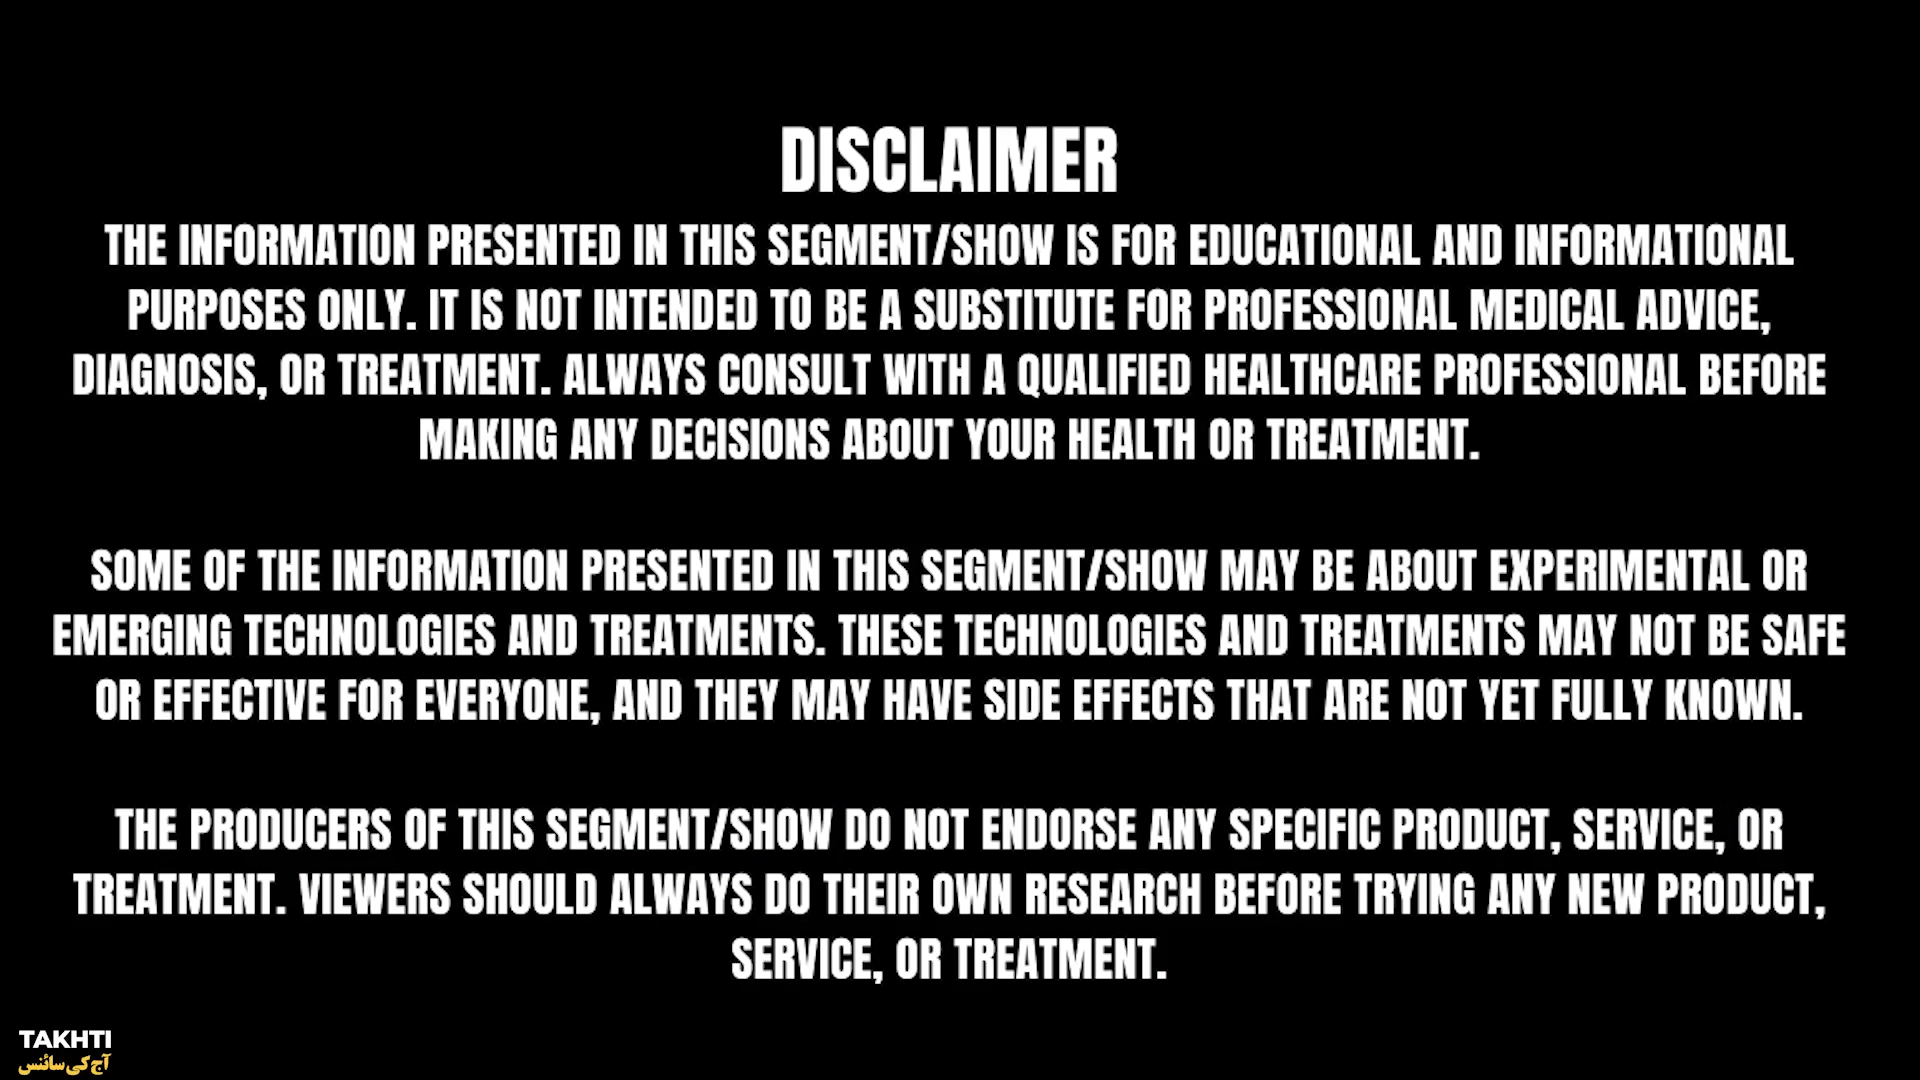 DISCLAIMER
THE INFORMATION PRESENTED IN THIS SEGMENT/SHOW IS FOR EDUCATIONAL AND INFORMATIONAL
PURPOSES ONLY. IT IS NOT INTENDED TO BE A SUBSTITUTE FOR PROFESSIONAL MEDICAL ADVICE,
DIAGNOSIS, OR TREATMENT. ALWAYS CONSULT WITH A QUALIFIED HEALTHCARE PROFESSIONAL BEFORE
MAKING ANY DECISIONS ABOUT YOUR HEALTH OR TREATMENT.
SOME OF THE INFORMATION PRESENTED IN THIS SEGMENT/SHOW MAY BE ABOUT EXPERIMENTAL OR
EMERGING TECHNOLOGIES AND TREATMENTS. THESE TECHNOLOGIES AND TREATMENTS MAY NOT BE SAFE
OR EFFECTIVE FOR EVERYONE, AND THEY MAY HAVE SIDE EFFECTS THAT ARE NOT YET FULLY KNOWN.
THE PRODUCERS OF THIS SEGMENT/SHOW DO NOT ENDORSE ANY SPECIFIC PRODUCT, SERVICE, OR
TREATMENT. VIEWERS SHOULD ALWAYS DO THEIR OWN RESEARCH BEFORE TRYING ANY NEW PRODUCT,
SERVICE, OR TREATMENT.
TAKHTI
آج کی سائنس